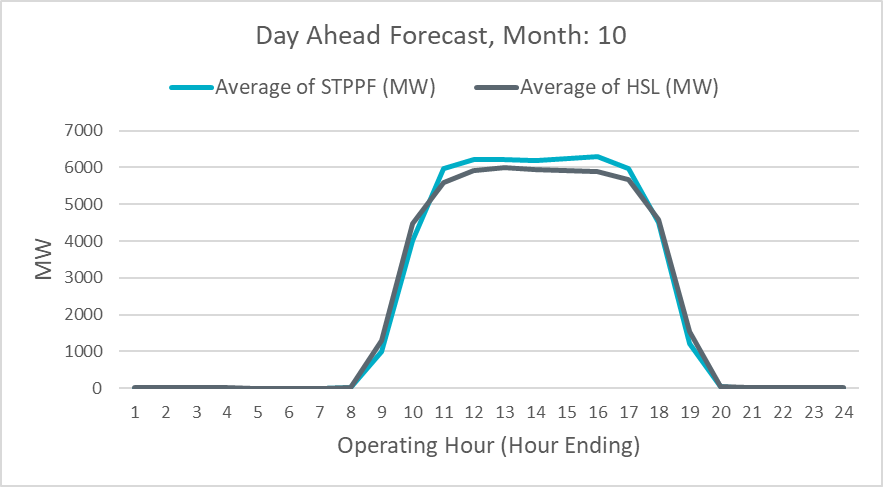 Day Ahead Forecast, Month: 10
Average of STPPF (MW) Average of HSL (MW)
7000
6000
5000
4000
3000
2000
1000
0
MW
1 2 3 4 5 6 7 8 9 10 11 12 13 14 15 16 17 18 19 20 21 22 23 24
Operating Hour (Hour Ending)